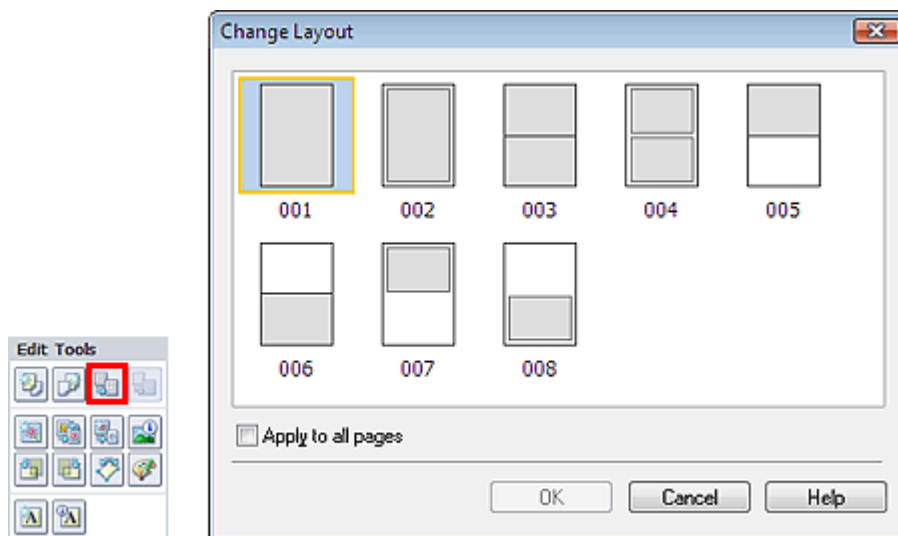 Change Layout
001 002 003 004 005
006 007 008
Apply to all pages
OK Cancel Help
Edit Tools
A A